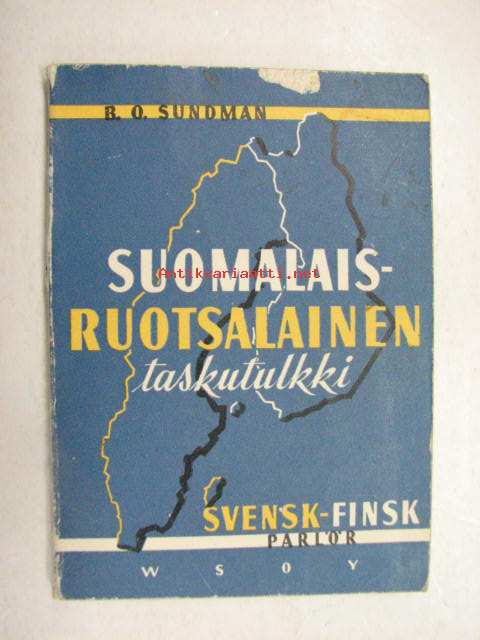 B. O. SUNDMAN
SUOMALAIS-
Antikvariaatti.net
RUOTSALAINEN
taskutulkki
SVENSK-FINSK
PARLÖR
WSOY